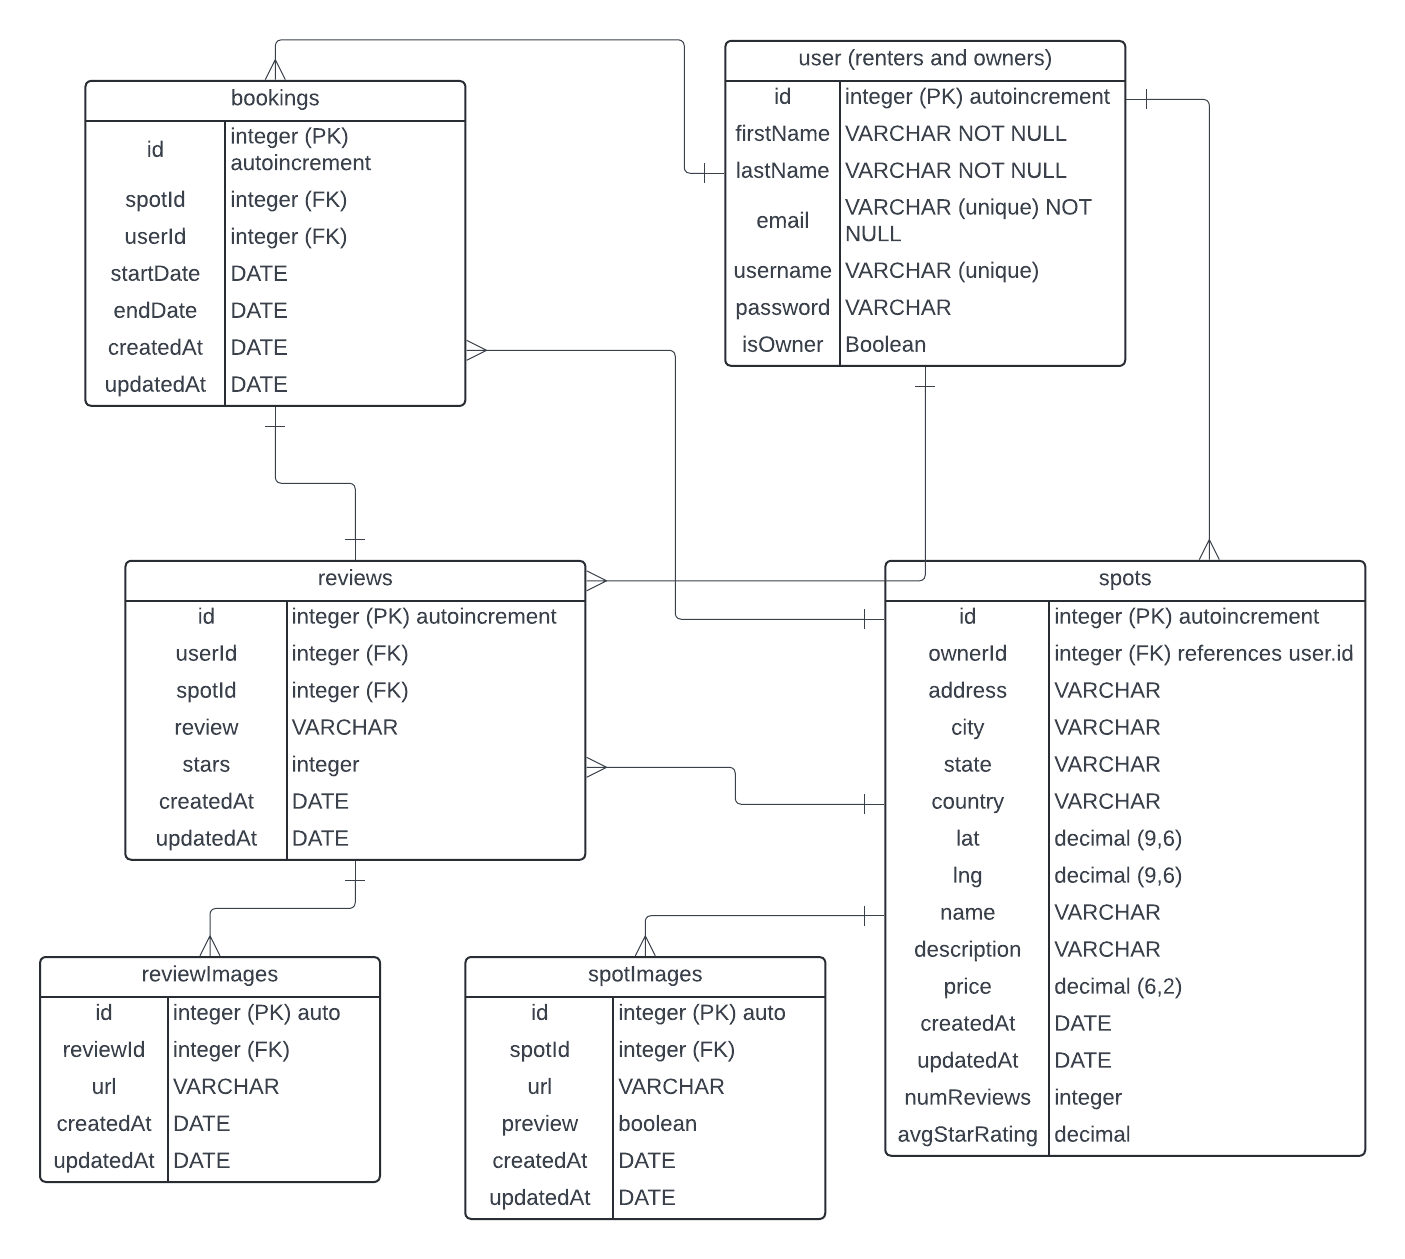 bookings
id integer (PK)
autoincrement
spotId integer (FK)
userId integer (FK)
startDate DATE
endDate DATE
createdAt DATE
updatedAt DATE
user (renters and owners)
id integer (PK) autoincrement
firstName VARCHAR NOT NULL
lastName VARCHAR NOT NULL
email VARCHAR (unique) NOT
NULL
username VARCHAR (unique)
password VARCHAR
isOwner Boolean
reviews
id integer (PK) autoincrement
userId integer (FK)
spotId integer (FK)
review VARCHAR
stars integer
createdAt DATE
updatedAt DATE
spots
id integer (PK) autoincrement
ownerId integer (FK) references user.id
address VARCHAR
city VARCHAR
state VARCHAR
country VARCHAR
lat decimal (9,6)
lng decimal (9,6)
name VARCHAR
description VARCHAR
price decimal (6,2)
createdAt DATE
updatedAt DATE
numReviews integer
avgStarRating decimal
reviewImages
id integer (PK) auto
reviewId integer (FK)
url VARCHAR
createdAt DATE
updatedAt DATE
spotImages
id integer (PK) auto
spotId integer (FK)
url VARCHAR
preview boolean
createdAt DATE
updatedAt DATE